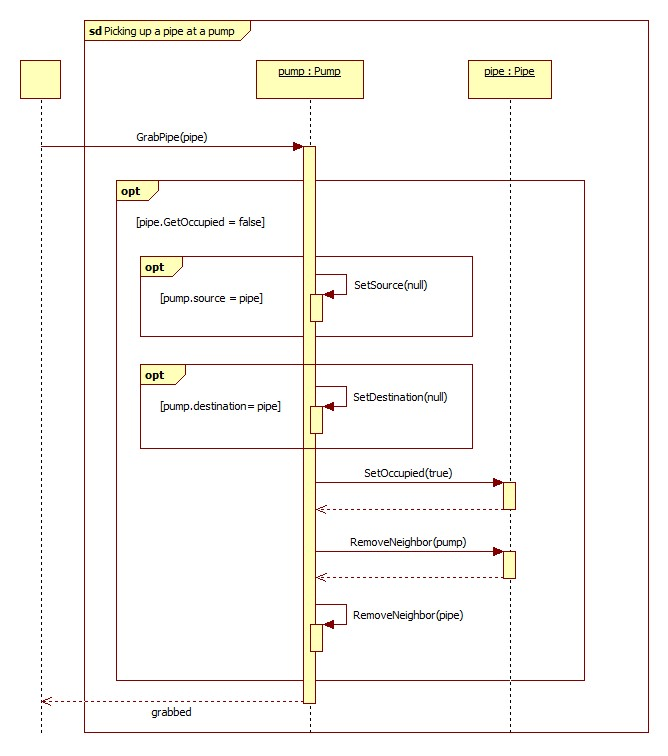 sd Picking up a pipe at a pump
pump : Pump
pipe : Pipe
GrabPipe(pipe)
opt
[pipe.GetOccupied = false]
opt
SetSource(null)
[pump.source = pipe]
opt
SetDestination(null)
[pump.destination= pipe]
SetOccupied(true)
RemoveNeighbor(pump)
RemoveNeighbor(pipe)
grabbed